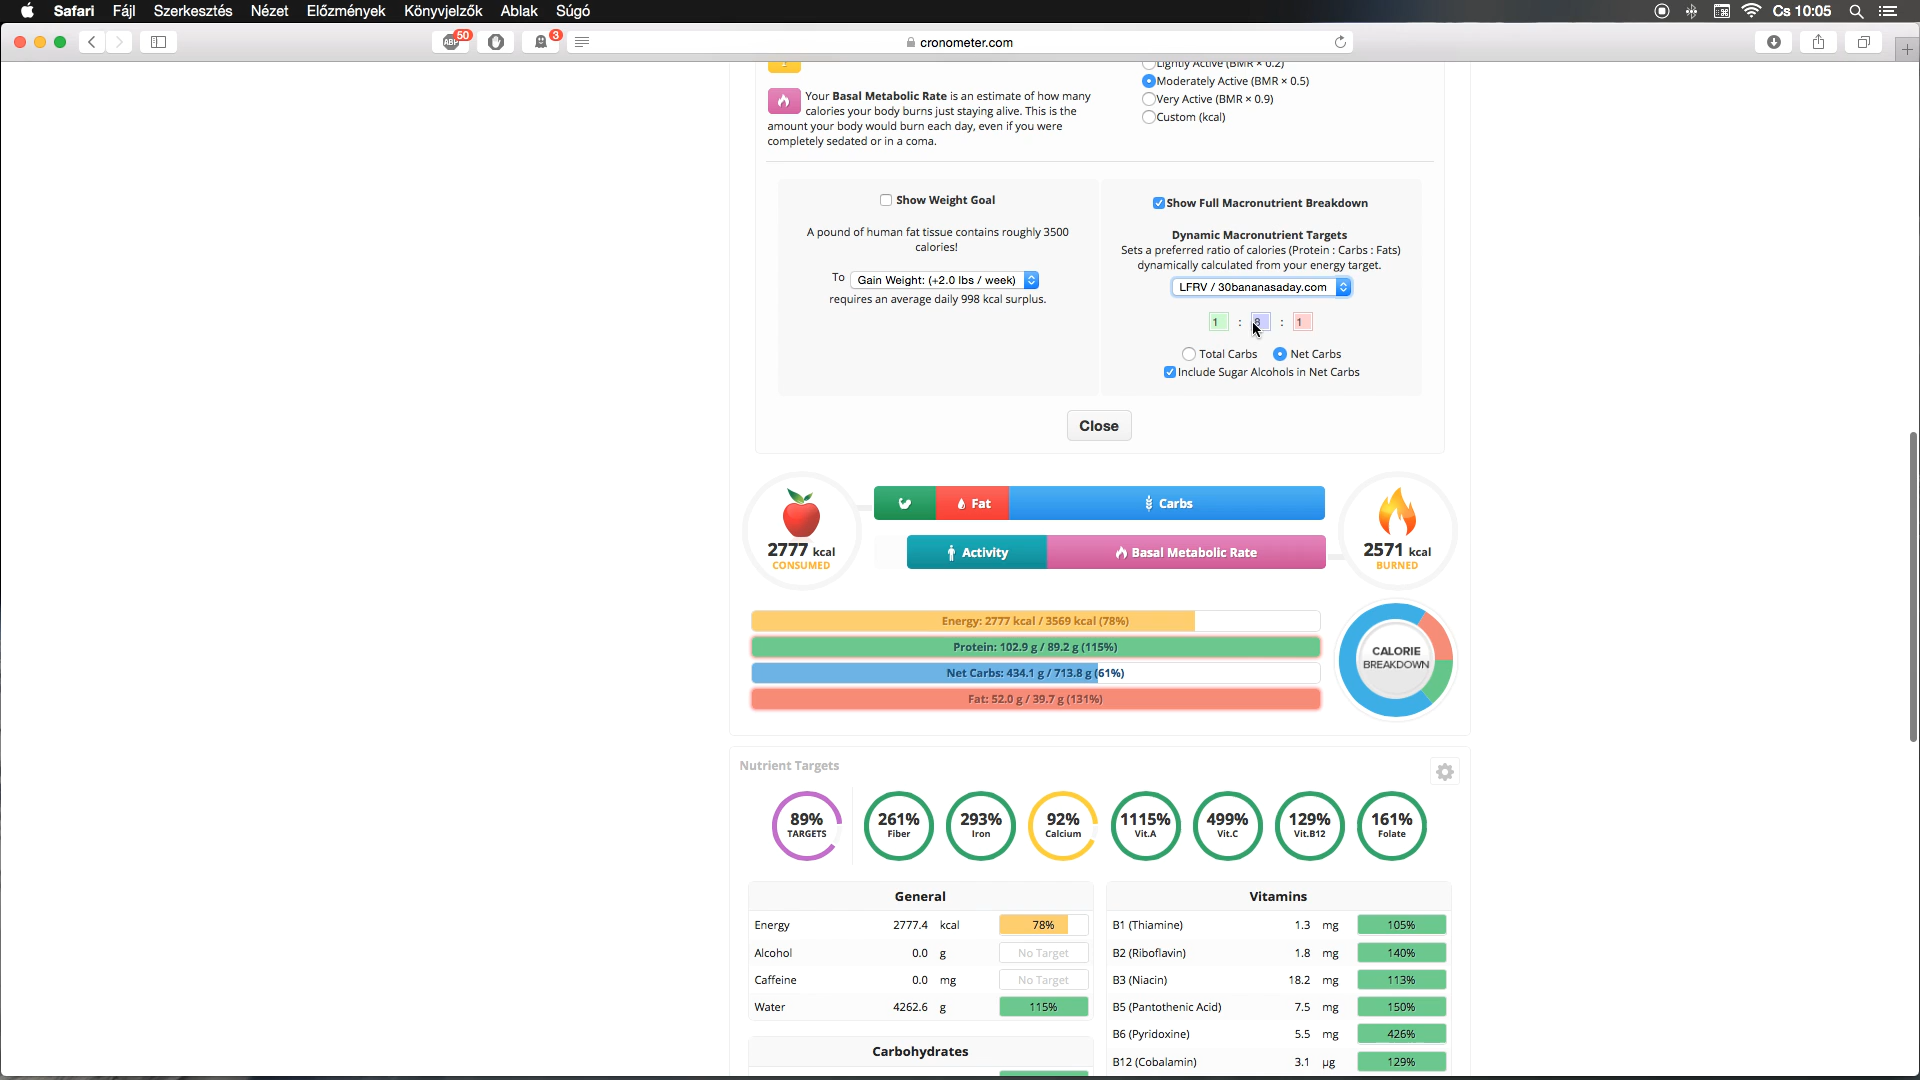 Safari Fájl Szerkesztés Nézet Előzmények Könyvjelzők Ablak Súgó Cs 10:05
ABP 50 3 cronometer.com
Lightly Active (BMR × 0.2)
Moderately Active (BMR × 0.5)
Very Active (BMR × 0.9)
Custom (kcal)
Your Basal Metabolic Rate is an estimate of how many
calories your body burns just staying alive. This is the
amount your body would burn each day, even if you were
completely sedated or in a coma.
Show Weight Goal
A pound of human fat tissue contains roughly 3500
calories!
To Gain Weight: (+2.0 lbs / week)
requires an average daily 998 kcal surplus.
Show Full Macronutrient Breakdown
Dynamic Macronutrient Targets
Sets a preferred ratio of calories (Protein : Carbs : Fats)
dynamically calculated from your energy target.
LFRV / 30bananasaday.com
1 : 8 : 1
Total Carbs Net Carbs
Include Sugar Alcohols in Net Carbs
Close
2777 kcal
CONSUMED
Fat Carbs
Activity Basal Metabolic Rate
2571 kcal
BURNED
Energy: 2777 kcal / 3569 kcal (78%)
Protein: 102.9 g / 89.2 g (115%)
Net Carbs: 434.1 g / 713.8 g (61%)
Fat: 52.0 g / 39.7 g (131%)
CALORIE
BREAKDOWN
Nutrient Targets
89%
TARGETS
261%
Fiber
293%
Iron
92%
Calcium
1115%
Vit.A
499%
Vit.C
129%
Vit.B12
161%
Folate
General
Energy 2777.4 kcal 78%
Alcohol 0.0 g No Target
Caffeine 0.0 mg No Target
Water 4262.6 g 115%
Carbohydrates
Vitamins
B1 (Thiamine) 1.3 mg 105%
B2 (Riboflavin) 1.8 mg 140%
B3 (Niacin) 18.2 mg 113%
B5 (Pantothenic Acid) 7.5 mg 150%
B6 (Pyridoxine) 5.5 mg 426%
B12 (Cobalamin) 3.1 µg 129%